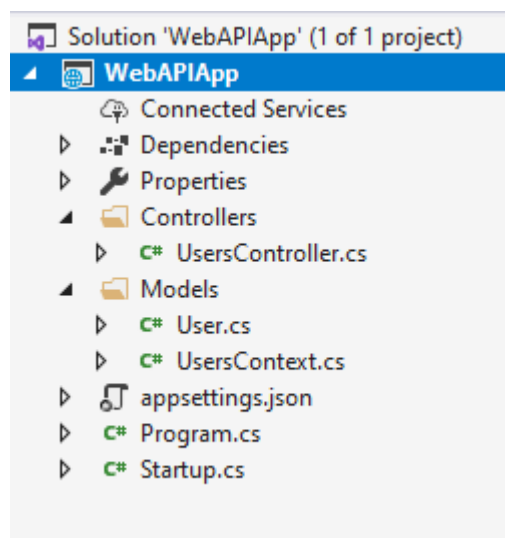 Solution 'WebAPIApp' (1 of 1 project)
WebAPIApp
Connected Services
Dependencies
Properties
Controllers
C# UsersController.cs
Models
C# User.cs
C# UsersContext.cs
appsettings.json
C# Program.cs
C# Startup.cs